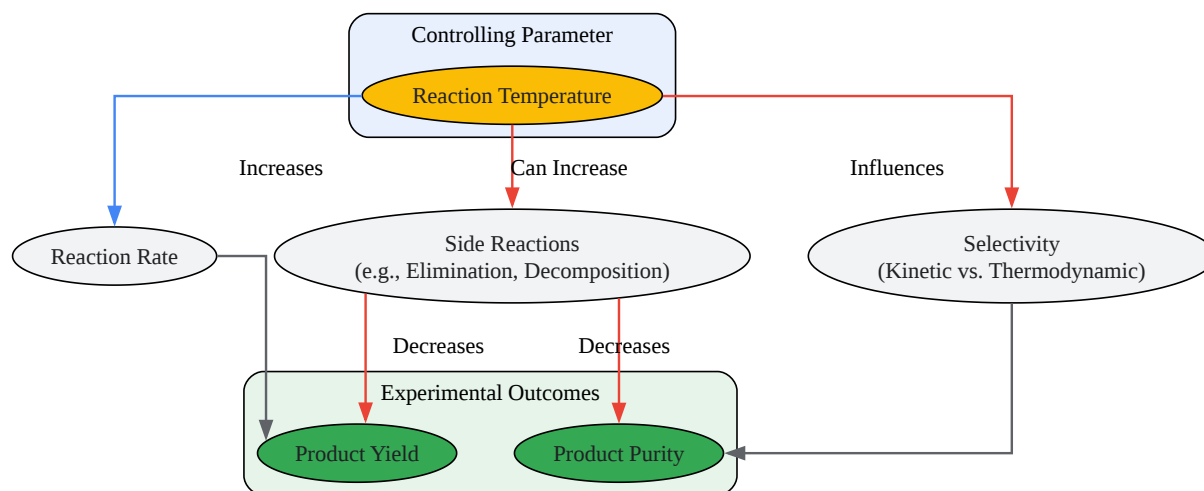 Controlling Parameter
Reaction Temperature
Increases
Can Increase
Influences
Reaction Rate
Side Reactions
(e.g., Elimination, Decomposition)
Selectivity
(Kinetic vs. Thermodynamic)
Decreases
Decreases
Experimental Outcomes
Product Yield
Product Purity